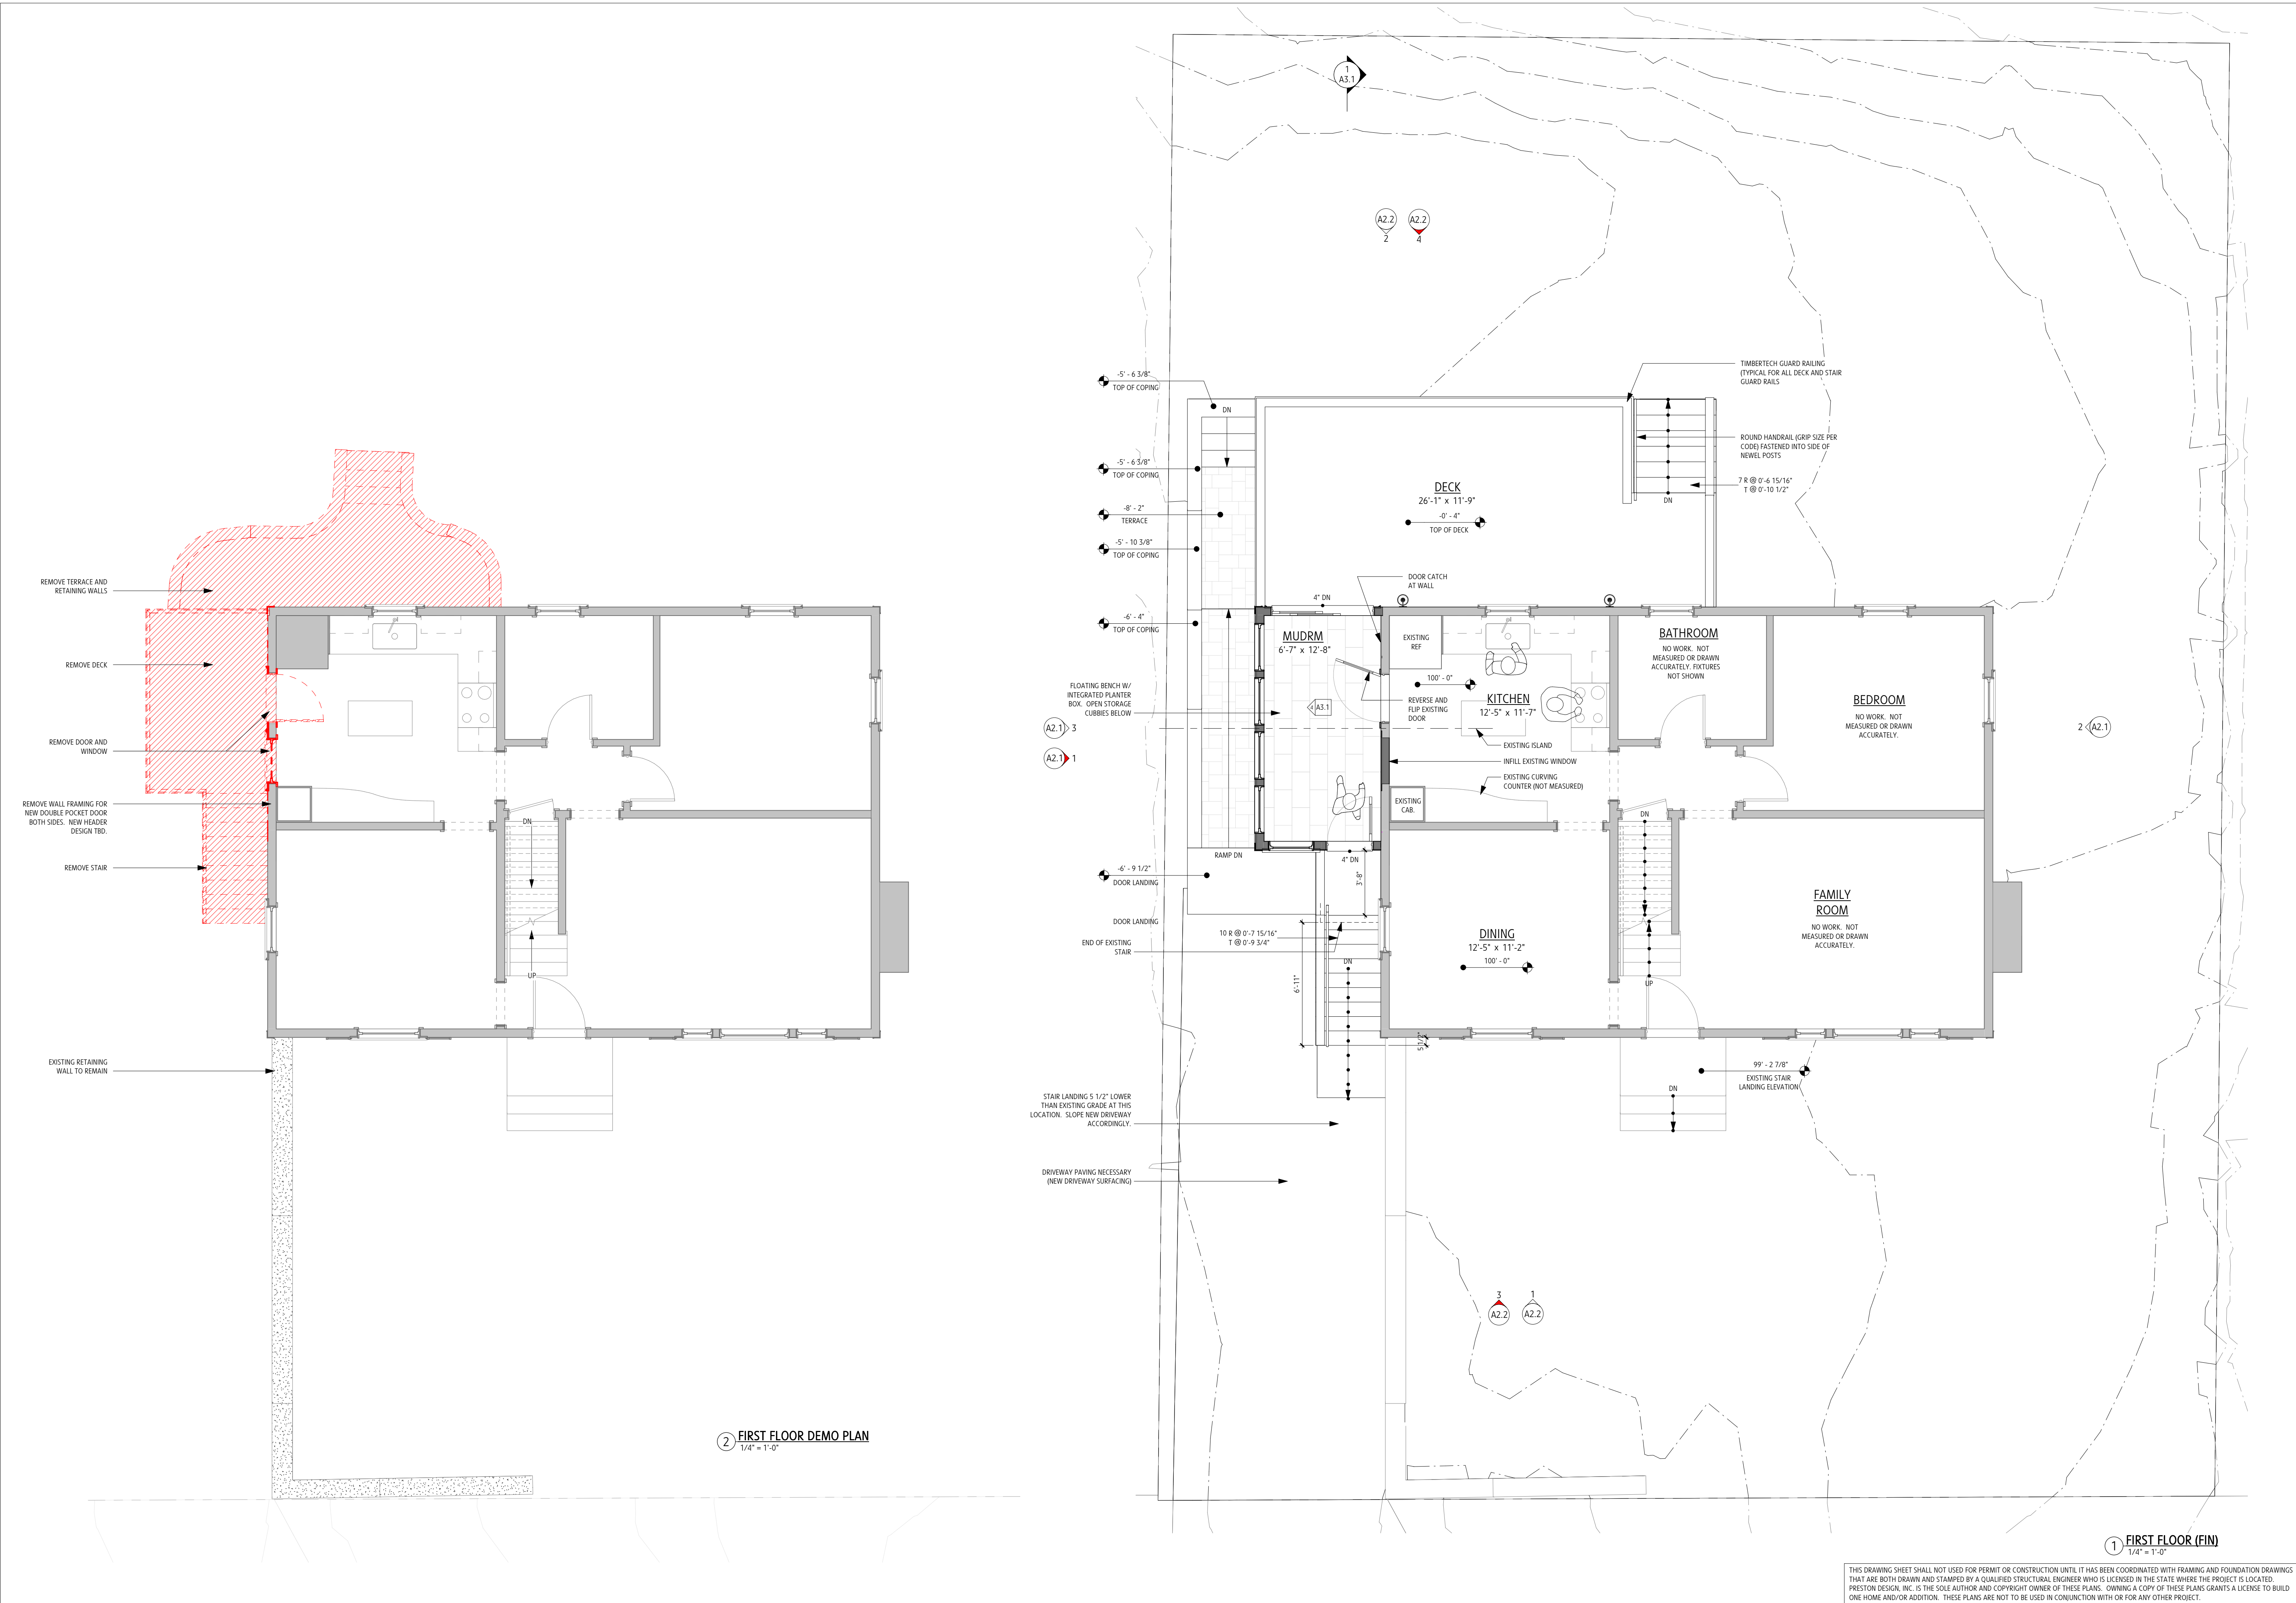 REMOVE TERRACE AND
RETAINING WALLS
REMOVE DECK
REMOVE DOOR AND
WINDOW
REMOVE WALL FRAMING FOR
NEW DOUBLE POCKET DOOR
BOTH SIDES. NEW HEADER
DESIGN TBD.
REMOVE STAIR
EXISTING RETAINING
WALL TO REMAIN
DN
UP
2
FIRST FLOOR DEMO PLAN
1/4" = 1'-0"
1
A3.1
A2.2
2
A2.2
4
-5' - 6 3/8"
TOP OF COPING
DN
-5' - 6 3/8"
TOP OF COPING
-8' - 2"
TERRACE
-5' - 10 3/8"
TOP OF COPING
-6' - 4"
TOP OF COPING
TIMBERTECH GUARD RAILING
(TYPICAL FOR ALL DECK AND STAIR
GUARD RAILS
ROUND HANDRAIL (GRIP SIZE PER
CODE) FASTENED INTO SIDE OF
NEWEL POSTS
7 R @ 0'-6 15/16"
T @ 0'-10 1/2"
DN
DECK
26'-1" x 11'-9"
-0' - 4"
TOP OF DECK
DOOR CATCH
AT WALL
4" DN
MUDRM
6'-7" x 12'-8"
EXISTING
REF
BATHROOM
NO WORK. NOT
MEASURED OR DRAWN
ACCURATELY. FIXTURES
NOT SHOWN
100' - 0"
KITCHEN
12'-5" x 11'-7"
BEDROOM
NO WORK. NOT
MEASURED OR DRAWN
ACCURATELY.
FLOATING BENCH W/
INTEGRATED PLANTER
BOX. OPEN STORAGE
CUBBIES BELOW
4 A3.1
REVERSE AND
FLIP EXISTING
DOOR
A2.1 3
A2.1 1
2 A2.1
EXISTING ISLAND
INFILL EXISTING WINDOW
EXISTING CURVING
COUNTER (NOT MEASURED)
EXISTING
CAB.
DN
RAMP DN
4" DN
3'-8"
-6' - 9 1/2"
DOOR LANDING
DOOR LANDING
END OF EXISTING
STAIR
10 R @ 0'-7 15/16"
T @ 0'-9 3/4"
DN
6'-11"
5 1/2"
DINING
12'-5" x 11'-2"
100' - 0"
FAMILY
ROOM
NO WORK. NOT
MEASURED OR DRAWN
ACCURATELY.
UP
99' - 2 7/8"
EXISTING STAIR
LANDING ELEVATION
DN
STAIR LANDING 5 1/2" LOWER
THAN EXISTING GRADE AT THIS
LOCATION. SLOPE NEW DRIVEWAY
ACCORDINGLY.
DRIVEWAY PAVING NECESSARY
(NEW DRIVEWAY SURFACING)
3
A2.2
1
A2.2
1
FIRST FLOOR (FIN)
1/4" = 1'-0"
THIS DRAWING SHEET SHALL NOT USED FOR PERMIT OR CONSTRUCTION UNTIL IT HAS BEEN COORDINATED WITH FRAMING AND FOUNDATION DRAWINGS
THAT ARE BOTH DRAWN AND STAMPED BY A QUALIFIED STRUCTURAL ENGINEER WHO IS LICENSED IN THE STATE WHERE THE PROJECT IS LOCATED.
PRESTON DESIGN, INC. IS THE SOLE AUTHOR AND COPYRIGHT OWNER OF THESE PLANS. OWNING A COPY OF THESE PLANS GRANTS A LICENSE TO BUILD
ONE HOME AND/OR ADDITION. THESE PLANS ARE NOT TO BE USED IN CONJUNCTION WITH OR FOR ANY OTHER PROJECT.